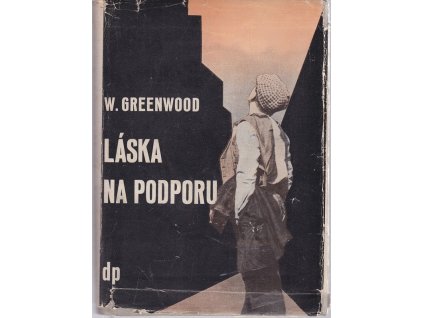 W. GREENWOOD
LÁSKA
NA PODPORU
dp